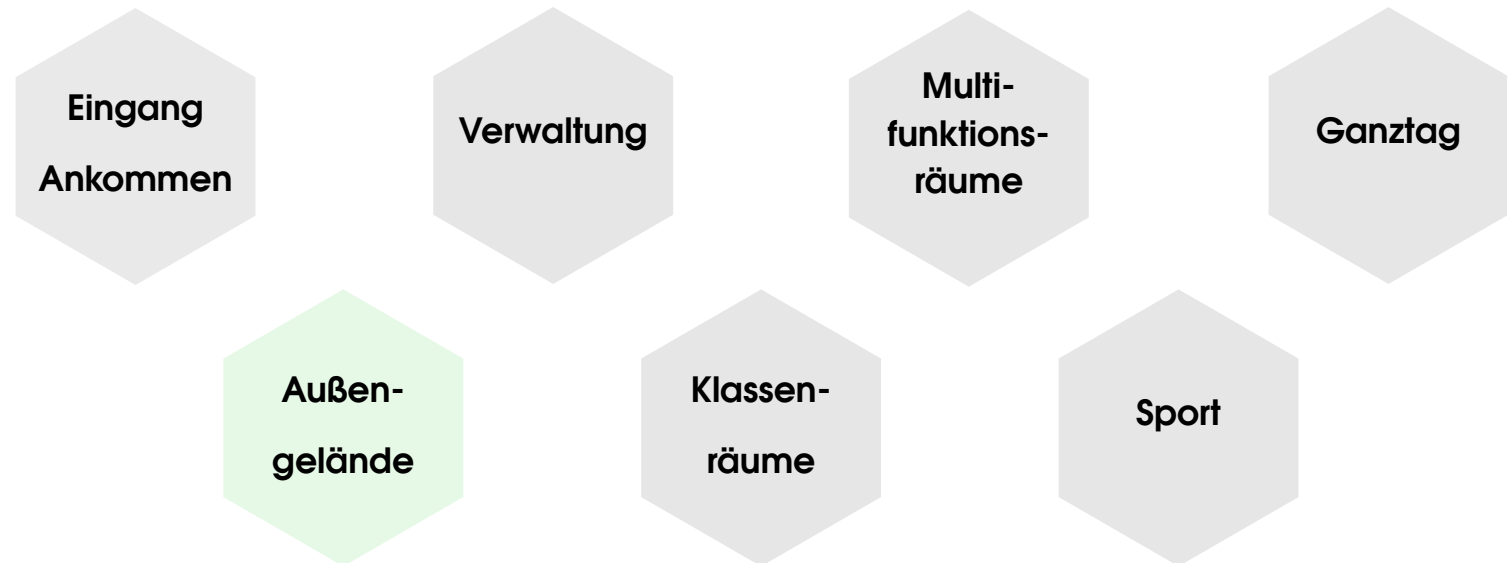 Eingang
Ankommen
Verwaltung
Multi-
funktions-
räume
Ganztag
Außen-
gelände
Klassen-
räume
Sport